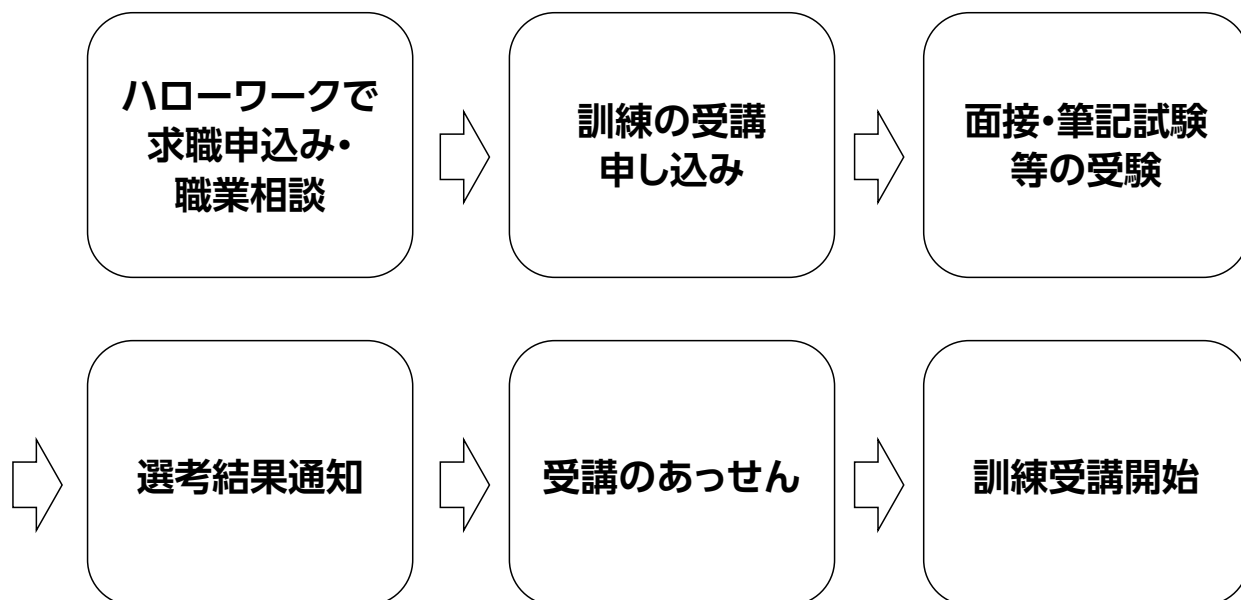 ハローワークで
求職申込み・
職業相談
訓練の受講
申し込み
面接・筆記試験
等の受験
選考結果通知
受講のあっせん
訓練受講開始